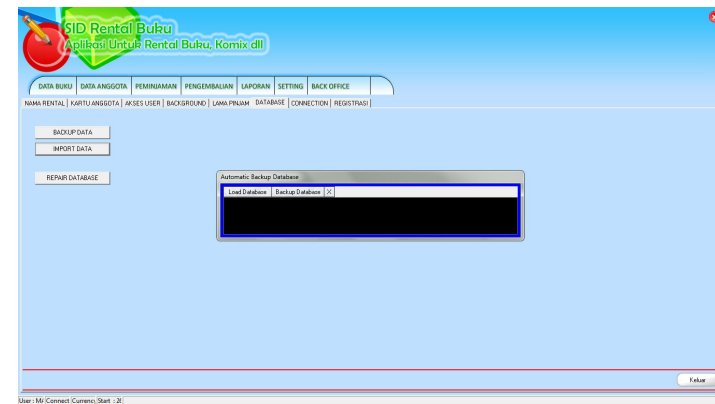 SID Rental Buku
Aplikasi Untuk Rental Buku, Komix dll
DATA BUKU DATA ANGGOTA PEMINJAMAN PENGEMBALIAN LAPORAN SETTING BACK OFFICE
NAMA RENTAL | KARTU ANGGOTA | AKSES USER | BACKGROUND | LAMA PINJAM DATABASE | CONNECTION | REGISTRASI |
BACKUP DATA
IMPORT DATA
REPAIR DATABASE
Automatic Backup Database
Load Database Backup Database X
Keluar
User : Connect Currenc Start : 2